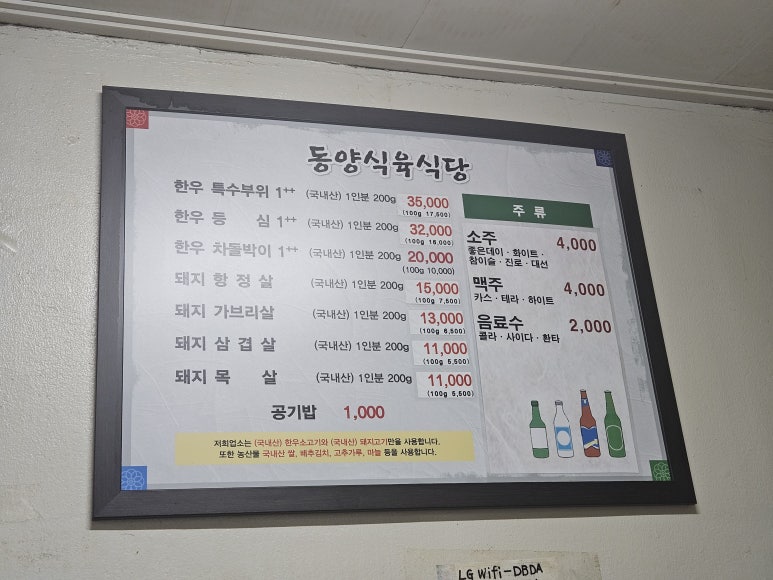 동양식육식당
한우 특수부위 1++ (국내산) 1인분 200g 35,000
(100g 17,500)
한우 등 심 1++ (국내산) 1인분 200g 32,000
(100g 16,000)
한우 차돌박이 1++ (국내산) 1인분 200g 20,000
(100g 10,000)
돼지 항정살 (국내산) 1인분 200g 15,000
(100g 7,500)
돼지 가브리살 (국내산) 1인분 200g 13,000
(100g 6,500)
돼지 삼겹살 (국내산) 1인분 200g 11,000
(100g 5,500)
돼지 목 살 (국내산) 1인분 200g 11,000
(100g 5,500)
공기밥 1,000
저희업소는 (국내산) 한우소고기와 (국내산) 돼지고기만을 사용합니다.
또한 농산물 국내산 쌀, 배추김치, 고추가루, 마늘 등을 사용합니다.
주 류
소주 4,000
좋은데이 · 화이트 ·
참이슬 · 진로 · 대선
맥주 4,000
카스 · 테라 · 하이트
음료수 2,000
콜라 · 사이다 · 환타
LG Wifi-DBDA